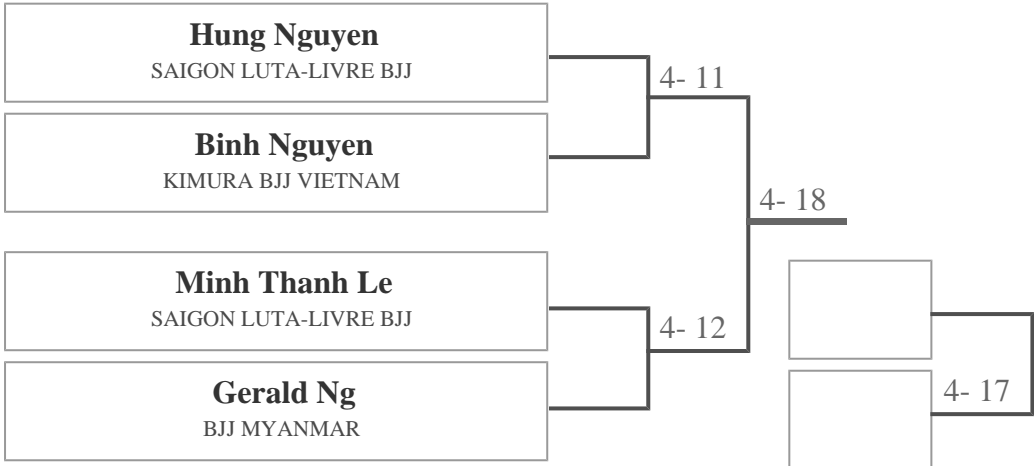 Hung Nguyen
SAIGON LUTA-LIVRE BJJ
4- 11
Binh Nguyen
KIMURA BJJ VIETNAM
4- 18
Minh Thanh Le
SAIGON LUTA-LIVRE BJJ
4- 12
Gerald Ng
BJJ MYANMAR
4- 17